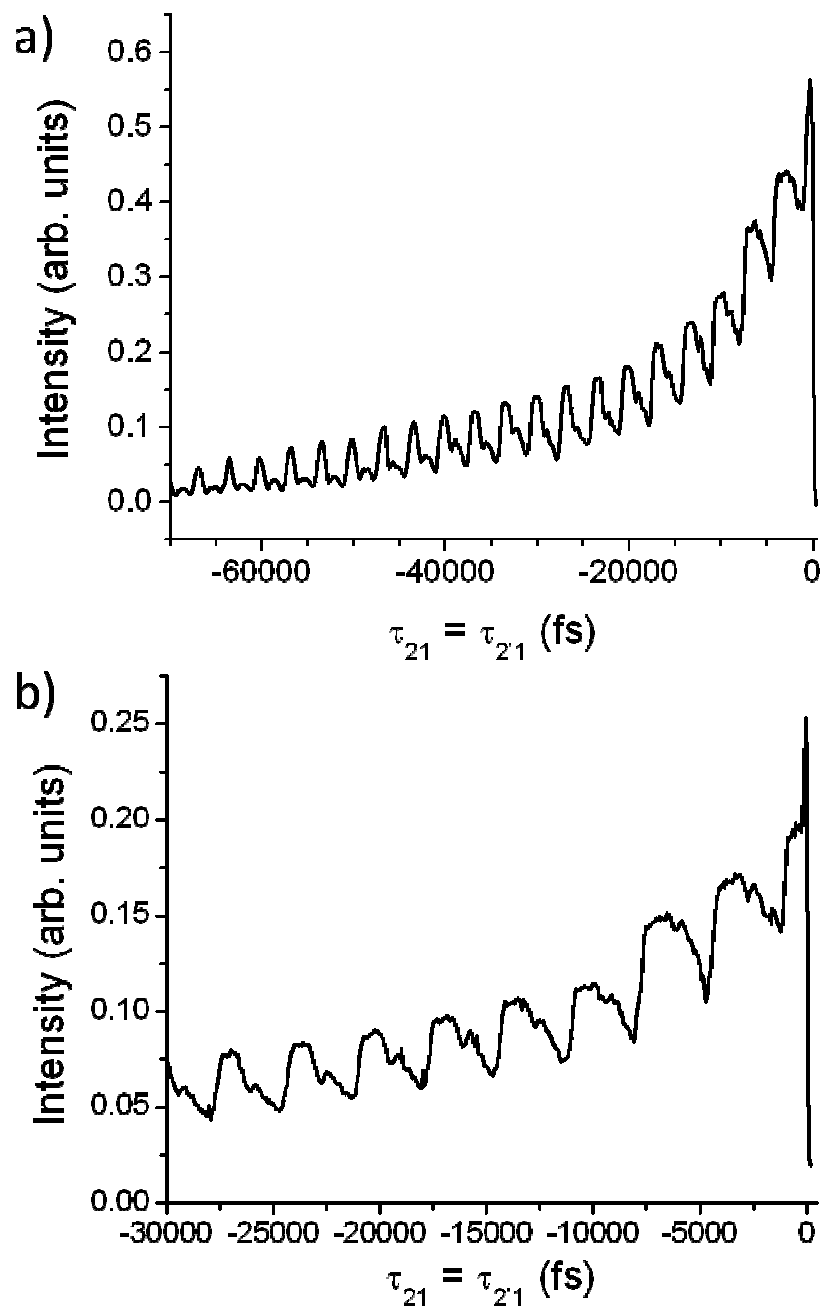 a)
0.6
0.5
0.4
0.3
0.2
0.1
0.0
Intensity (arb. units)
-60000 -40000 -20000 0
τ21 = τ2'1 (fs)
b)
0.25
0.20
0.15
0.10
0.05
0.00
Intensity (arb. units)
-30000 -25000 -20000 -15000 -10000 -5000 0
τ21 = τ2'1 (fs)